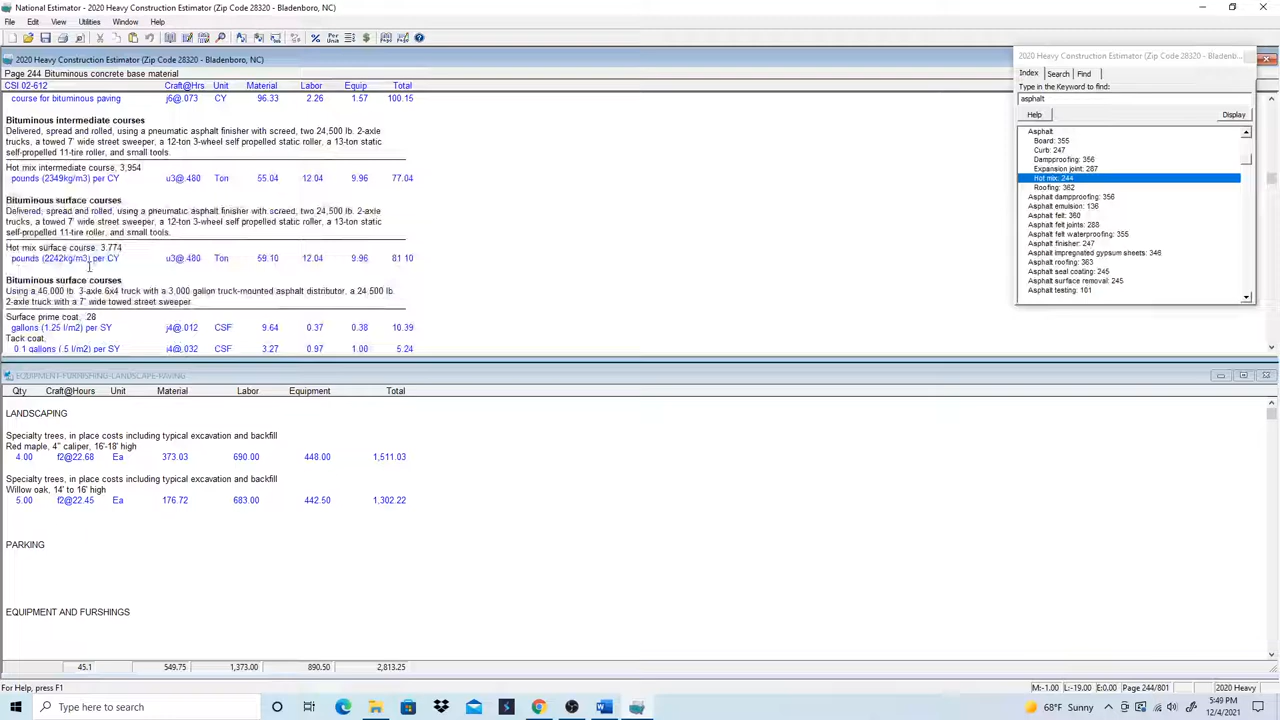 National Estimator - 2020 Heavy Construction Estimator (Zip Code 28320 - Bladenboro, NC)
File Edit View Utilities Window Help
2020 Heavy Construction Estimator (Zip Code 28320 - Bladenboro, NC)
Page 244 Bituminous concrete base material
CSI 02-612 Craft@Hrs Unit Material Labor Equip Total
course for bituminous paving j6@.073 CY 96.33 2.26 1.57 100.15
Bituminous intermediate courses
Delivered, spread and rolled, using a pneumatic asphalt finisher with screed, two 24,500 lb. 2-axle
trucks, a towed 7' wide street sweeper, a 12-ton 3-wheel self propelled static roller, a 13-ton static
self-propelled 11-tire roller, and small tools.
Hot mix intermediate course, 3,954
pounds (2349kg/m3) per CY u3@.480 Ton 55.04 12.04 9.96 77.04
Bituminous surface courses
Delivered, spread and rolled, using a pneumatic asphalt finisher with screed, two 24,500 lb. 2-axle
trucks, a towed 7' wide street sweeper, a 12-ton 3-wheel self propelled static roller, a 13-ton static
self-propelled 11-tire roller, and small tools.
Hot mix surface course, 3,774
pounds (2242kg/m3) per CY u3@.480 Ton 59.10 12.04 9.96 81.10
Bituminous surface courses
Using a 46,000 lb. 3-axle 6x4 truck with a 3,000 gallon truck-mounted asphalt distributor, a 24,500 lb.
2-axle truck with a 7' wide towed street sweeper.
Surface prime coat, .28
gallons (1.25 l/m2) per SY j4@.012 CSF 9.64 0.37 0.38 10.39
Tack coat,
0.1 gallons (.5 l/m2) per SY j4@.032 CSF 3.27 0.97 1.00 5.24
2020 Heavy Construction Estimator (Zip Code 28320 - Bladenb...
Index Search Find
Type in the Keyword to find:
asphalt
Help Display
Asphalt
Board: 355
Curb: 247
Dampproofing: 356
Expansion joint: 287
Hot mix: 244
Roofing: 362
Asphalt dampproofing: 356
Asphalt emulsion: 136
Asphalt felt: 360
Asphalt felt joints: 288
Asphalt felt waterproofing: 355
Asphalt finisher: 247
Asphalt impregnated gypsum sheets: 346
Asphalt roofing: 363
Asphalt seal coating: 245
Asphalt surface removal: 245
Asphalt testing: 101
EQUIPMENT-FURNISHING-LANDSCAPE-PAVING
Qty Craft@Hours Unit Material Labor Equipment Total
LANDSCAPING
Specialty trees, in place costs including typical excavation and backfill
Red maple, 4" caliper, 16'-18' high
4.00 f2@22.68 Ea 373.03 690.00 448.00 1,511.03
Specialty trees, in place costs including typical excavation and backfill
Willow oak, 14' to 16' high
5.00 f2@22.45 Ea 176.72 683.00 442.50 1,302.22
PARKING
EQUIPMENT AND FURSHINGS
45.1 549.75 1,373.00 890.50 2,813.25
For Help, press F1
M:-1.00 L:-19.00 E:0.00 Page 244/801 2020 Heavy
Type here to search
68°F Sunny
5:49 PM
12/4/2021